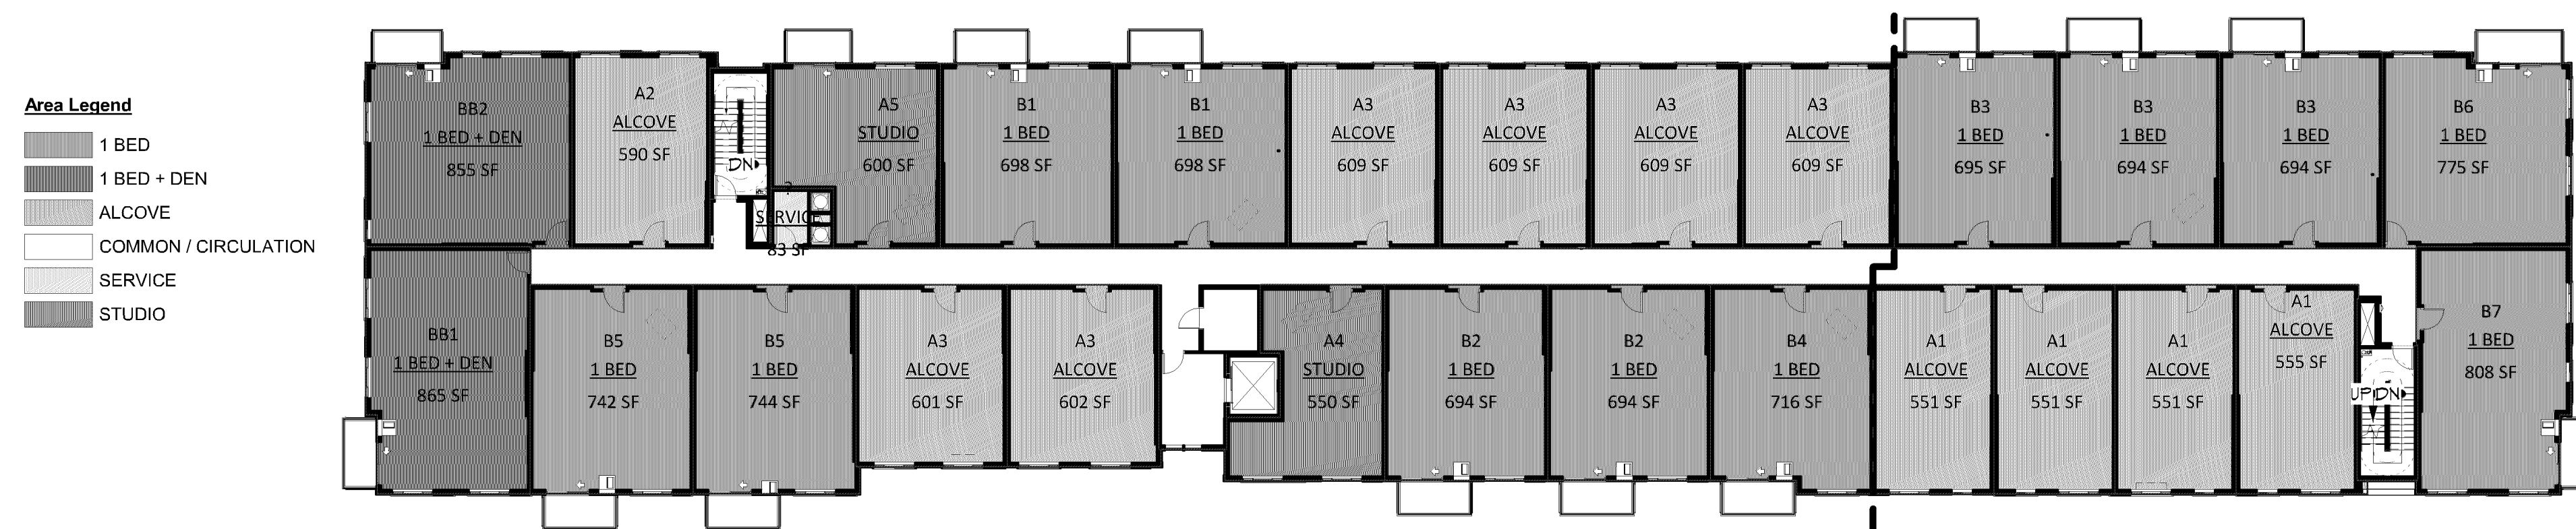 Area Legend
1 BED
1 BED + DEN
ALCOVE
COMMON / CIRCULATION
SERVICE
STUDIO
BB2
1 BED + DEN
855 SF
A2
ALCOVE
590 SF
DN
SERVICE
83 SF
A5
STUDIO
600 SF
B1
1 BED
698 SF
B1
1 BED
698 SF
A3
ALCOVE
609 SF
A3
ALCOVE
609 SF
A3
ALCOVE
609 SF
A3
ALCOVE
609 SF
B3
1 BED
695 SF
B3
1 BED
694 SF
B3
1 BED
694 SF
B6
1 BED
775 SF
BB1
1 BED + DEN
865 SF
B5
1 BED
742 SF
B5
1 BED
744 SF
A3
ALCOVE
601 SF
A3
ALCOVE
602 SF
A4
STUDIO
550 SF
B2
1 BED
694 SF
B2
1 BED
694 SF
B4
1 BED
716 SF
A1
ALCOVE
551 SF
A1
ALCOVE
551 SF
A1
ALCOVE
551 SF
A1
ALCOVE
555 SF
UP DN
B7
1 BED
808 SF